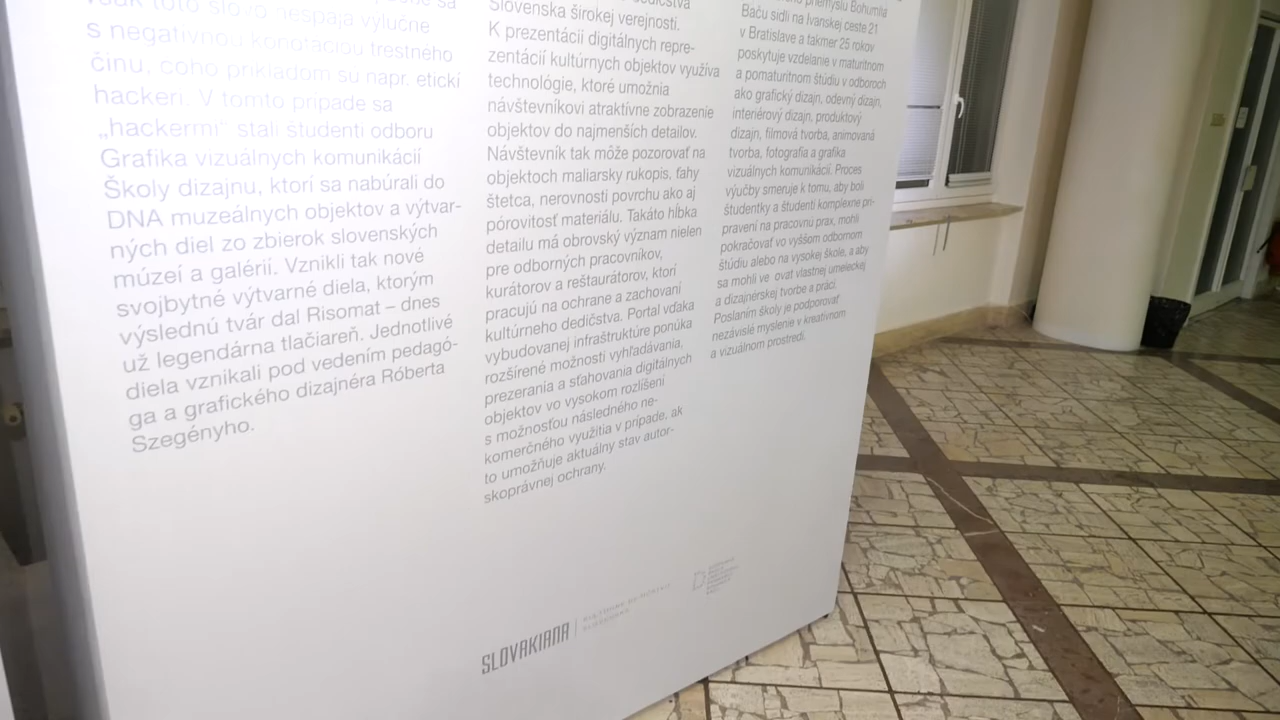 však toto slovo nespája výlučne
s negatívnou konotáciou trestného
činu, čoho príkladom sú napr. etickí
hackeri. V tomto prípade sa
„hackermi“ stali študenti odboru
Grafika vizuálnych komunikácií
Školy dizajnu, ktorí sa nabúrali do
DNA muzeálnych objektov a výtvar-
ných diel zo zbierok slovenských
múzeí a galérií. Vznikli tak nové
svojbytné výtvarné diela, ktorým
výslednú tvár dal Risomat – dnes
už legendárna tlačiareň. Jednotlivé
diela vznikali pod vedením pedagó-
ga a grafického dizajnéra Róberta
Szegényho.
Slovenska širokej verejnosti.
K prezentácii digitálnych repre-
zentácií kultúrnych objektov využíva
technológie, ktoré umožnia
návštevníkovi atraktívne zobrazenie
objektov do najmenších detailov.
Návštevník tak môže pozorovať na
objektoch maliarsky rukopis, ťahy
štetca, nerovnosti povrchu ako aj
pórovitosť materiálu. Takáto hĺbka
detailu má obrovský význam nielen
pre odborných pracovníkov,
kurátorov a reštaurátorov, ktorí
pracujú na ochrane a zachovaní
kultúrneho dedičstva. Portál vďaka
vybudovanej infraštruktúre ponúka
rozšírené možnosti vyhľadávania,
prezerania a sťahovania digitálnych
objektov vo vysokom rozlíšení
s možnosťou následného ne-
komerčného využitia v prípade, ak
to umožňuje aktuálny stav autor-
skoprávnej ochrany.
priemyslu Bohumila
Baču sídli na Ivanskej ceste 21
v Bratislave a takmer 25 rokov
poskytuje vzdelanie v maturitnom
a pomaturitnom štúdiu v odboroch
ako grafický dizajn, odevný dizajn,
interiérový dizajn, produktový
dizajn, filmová tvorba, animovaná
tvorba, fotografia a grafika
vizuálnych komunikácií. Proces
výučby smeruje k tomu, aby boli
študentky a študenti komplexne pri-
pravení na pracovnú prax, mohli
pokračovať vo vyššom odbornom
štúdiu alebo na vysokej škole, a aby
sa mohli vlastnej umeleckej
a dizajnérskej tvorbe a práci.
Poslaním školy je podporovať
nezávislé myslenie v kreatívnom
a vizuálnom prostredí.
SLOVAKIANA